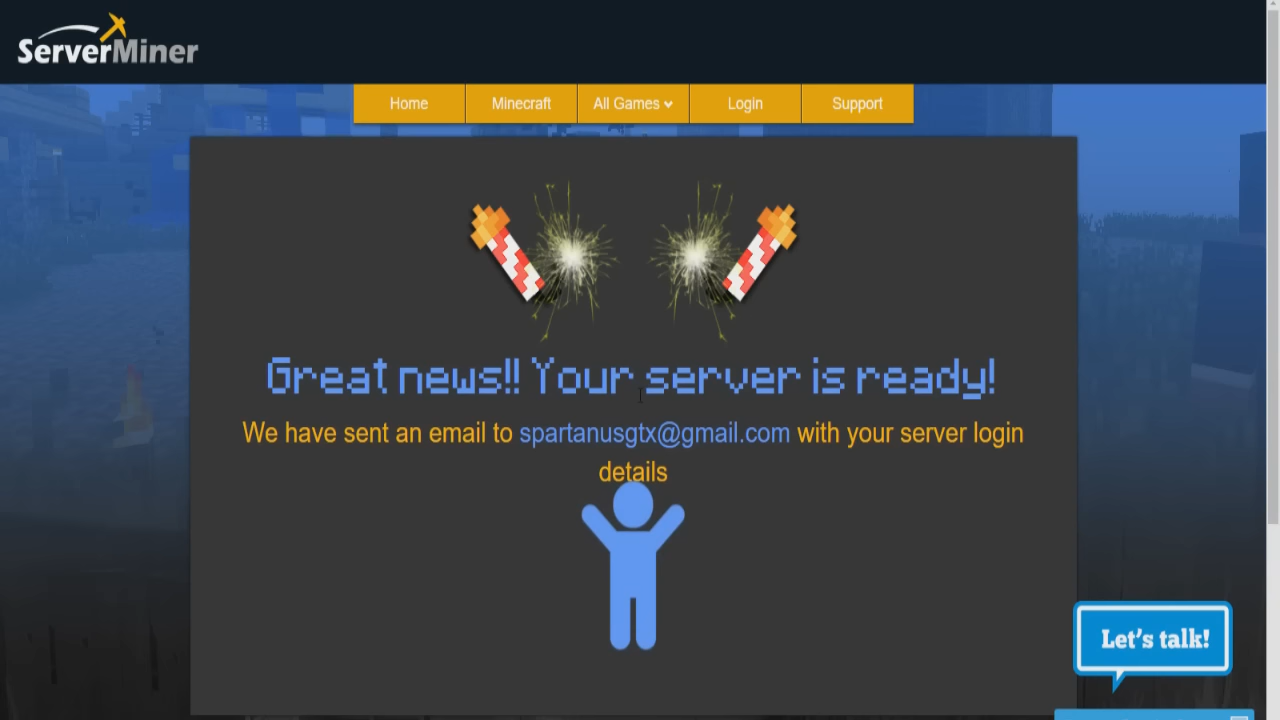 ServerMiner
Home
Minecraft
All Games
Login
Support
Great news!! Your server is ready!
We have sent an email to spartanusgtx@gmail.com with your server login
details
Let's talk!